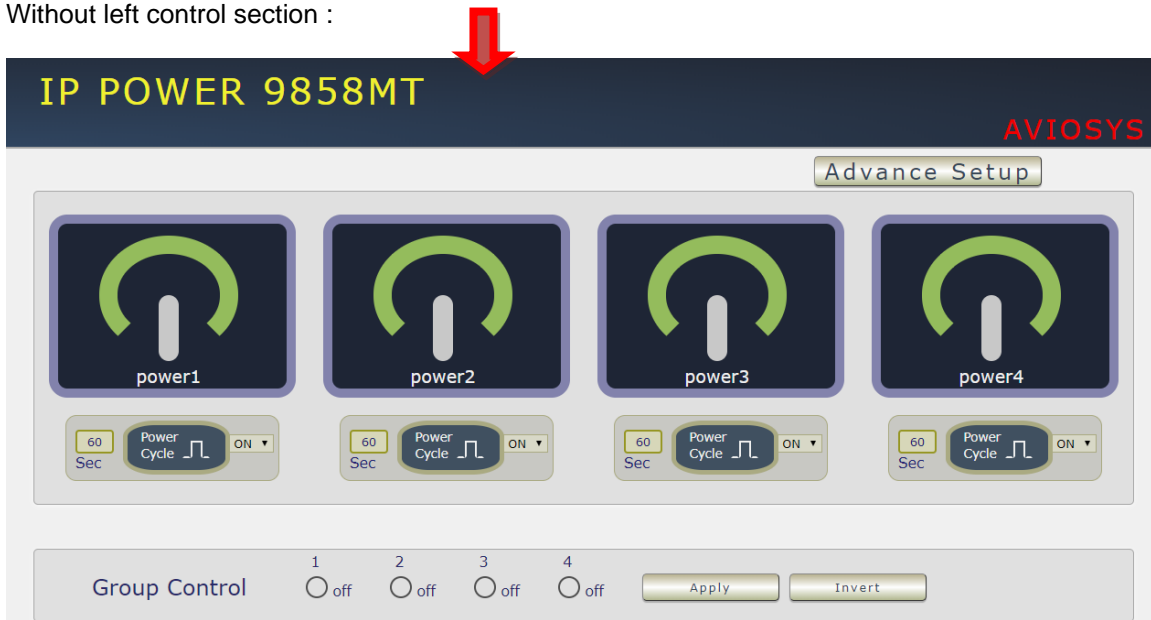 Without left control section :
IP POWER 9858MT
AVIOSYS
Advance Setup
power1 power2 power3 power4
60 Sec Power Cycle ON 60 Sec Power Cycle ON 60 Sec Power Cycle ON 60 Sec Power Cycle ON
1 2 3 4
Group Control off off off off Apply Invert